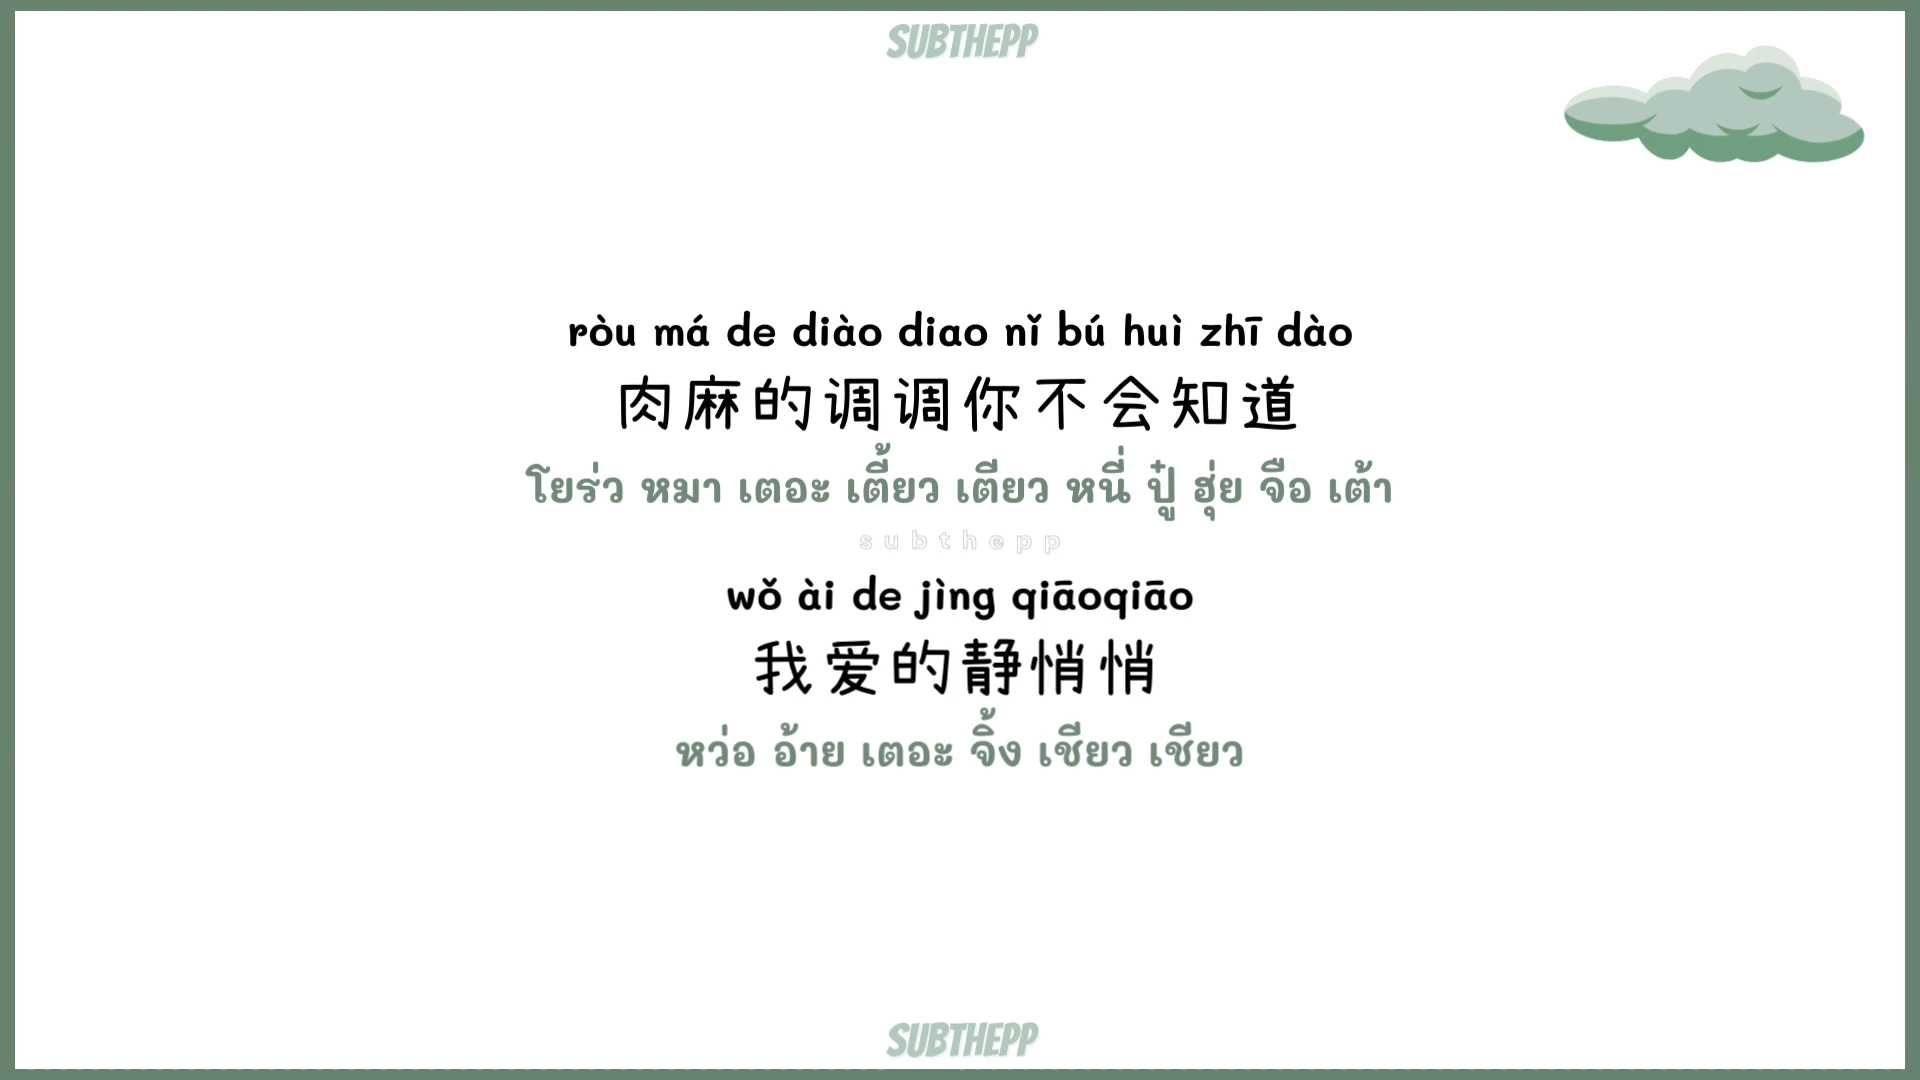 SUBTHEPP
ròu má de diào diao nǐ bú huì zhī dào
肉麻的调调你不会知道
โยร่ว หมา เตอะ เตี้ยว เตียว หนี่ ปู๋ ฮุ่ย จือ เต้า
subthepp
wǒ ài de jìng qiāoqiāo
我爱的静悄悄
หว่อ อ้าย เตอะ จิ้ง เชียว เชียว
SUBTHEPP